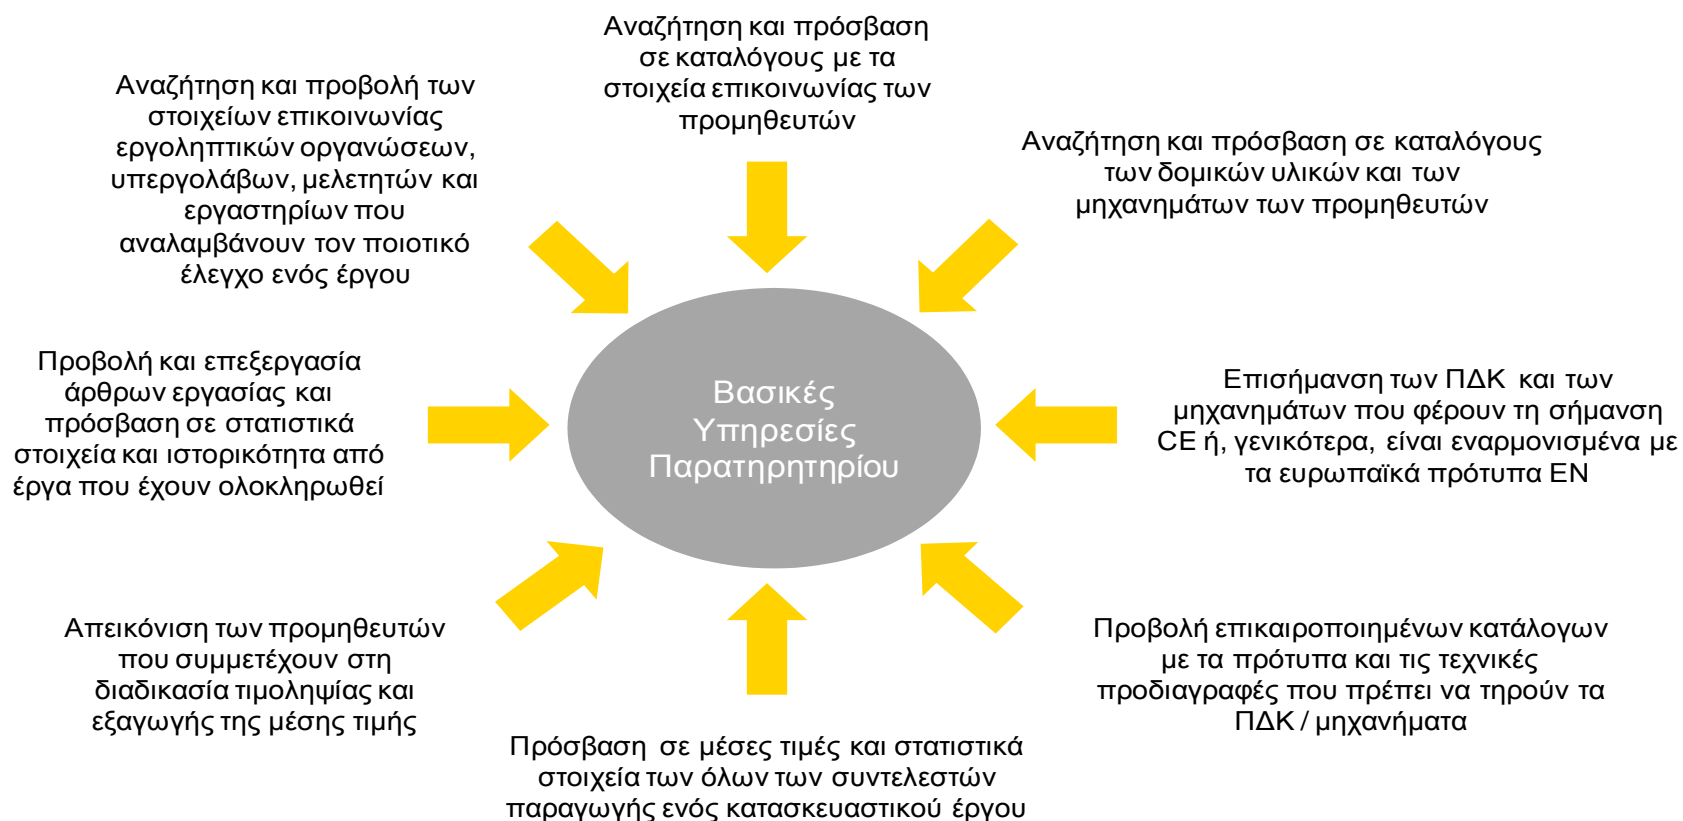 Αναζήτηση και πρόσβαση
σε καταλόγους με τα
στοιχεία επικοινωνίας των
προμηθευτών
Αναζήτηση και προβολή των
στοιχείων επικοινωνίας
εργοληπτικών οργανώσεων,
υπεργολάβων, μελετητών και
εργαστηρίων που
αναλαμβάνουν τον ποιοτικό
έλεγχο ενός έργου
Αναζήτηση και πρόσβαση σε καταλόγους
των δομικών υλικών και των
μηχανημάτων των προμηθευτών
Προβολή και επεξεργασία
άρθρων εργασίας και
πρόσβαση σε στατιστικά
στοιχεία και ιστορικότητα από
έργα που έχουν ολοκληρωθεί
Βασικές
Υπηρεσίες
Παρατηρητηρίου
Επισήμανση των ΠΔΚ και των
μηχανημάτων που φέρουν τη σήμανση
CE ή, γενικότερα, είναι εναρμονισμένα με
τα ευρωπαϊκά πρότυπα ΕΝ
Απεικόνιση των προμηθευτών
που συμμετέχουν στη
διαδικασία τιμοληψίας και
εξαγωγής της μέσης τιμής
Πρόσβαση σε μέσες τιμές και στατιστικά
στοιχεία των όλων των συντελεστών
παραγωγής ενός κατασκευαστικού έργου
Προβολή επικαιροποιημένων κατάλογων
με τα πρότυπα και τις τεχνικές
προδιαγραφές που πρέπει να τηρούν τα
ΠΔΚ / μηχανήματα